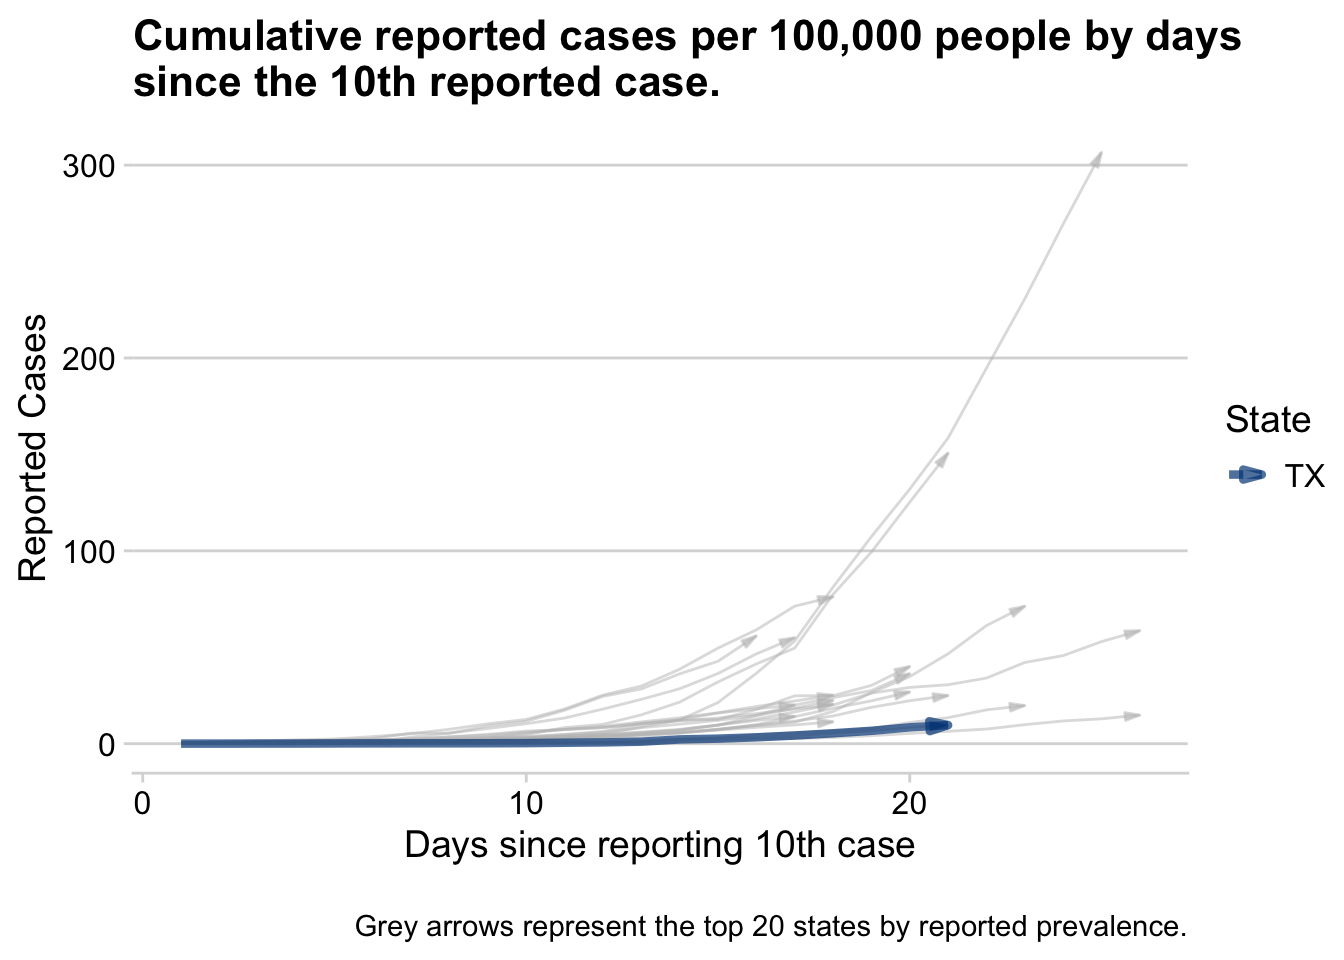 Cumulative reported cases per 100,000 people by days
since the 10th reported case.
300
200
100
0
Reported Cases
0
10
20
Days since reporting 10th case
State
TX
Grey arrows represent the top 20 states by reported prevalence.